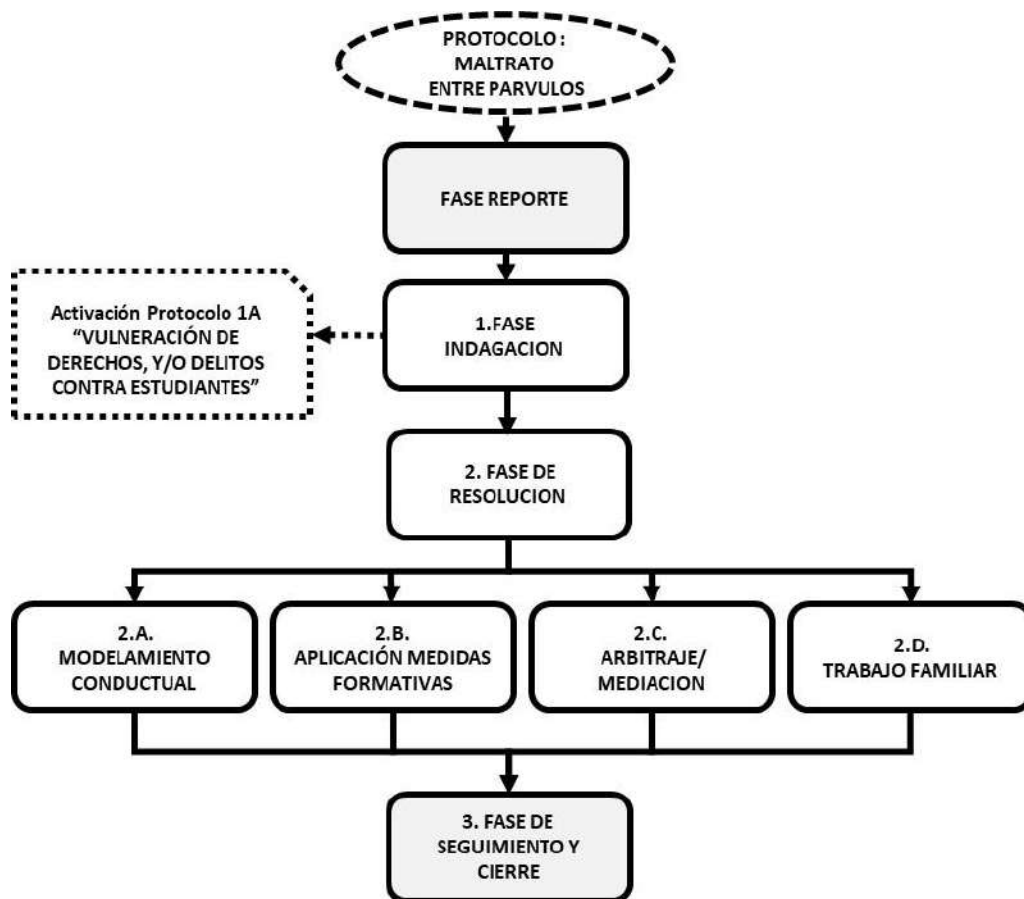 PROTOCOLO :
MALTRATO
ENTRE PARVULOS
FASE REPORTE
Activación Protocolo 1A
“VULNERACIÓN DE
DERECHOS, Y/O DELITOS
CONTRA ESTUDIANTES”
1.FASE
INDAGACION
2. FASE DE
RESOLUCION
2.A.
MODELAMIENTO
CONDUCTUAL
2.B.
APLICACIÓN MEDIDAS
FORMATIVAS
2.C.
ARBITRAJE/
MEDIACION
2.D.
TRABAJO FAMILIAR
3. FASE DE
SEGUIMIENTO Y
CIERRE